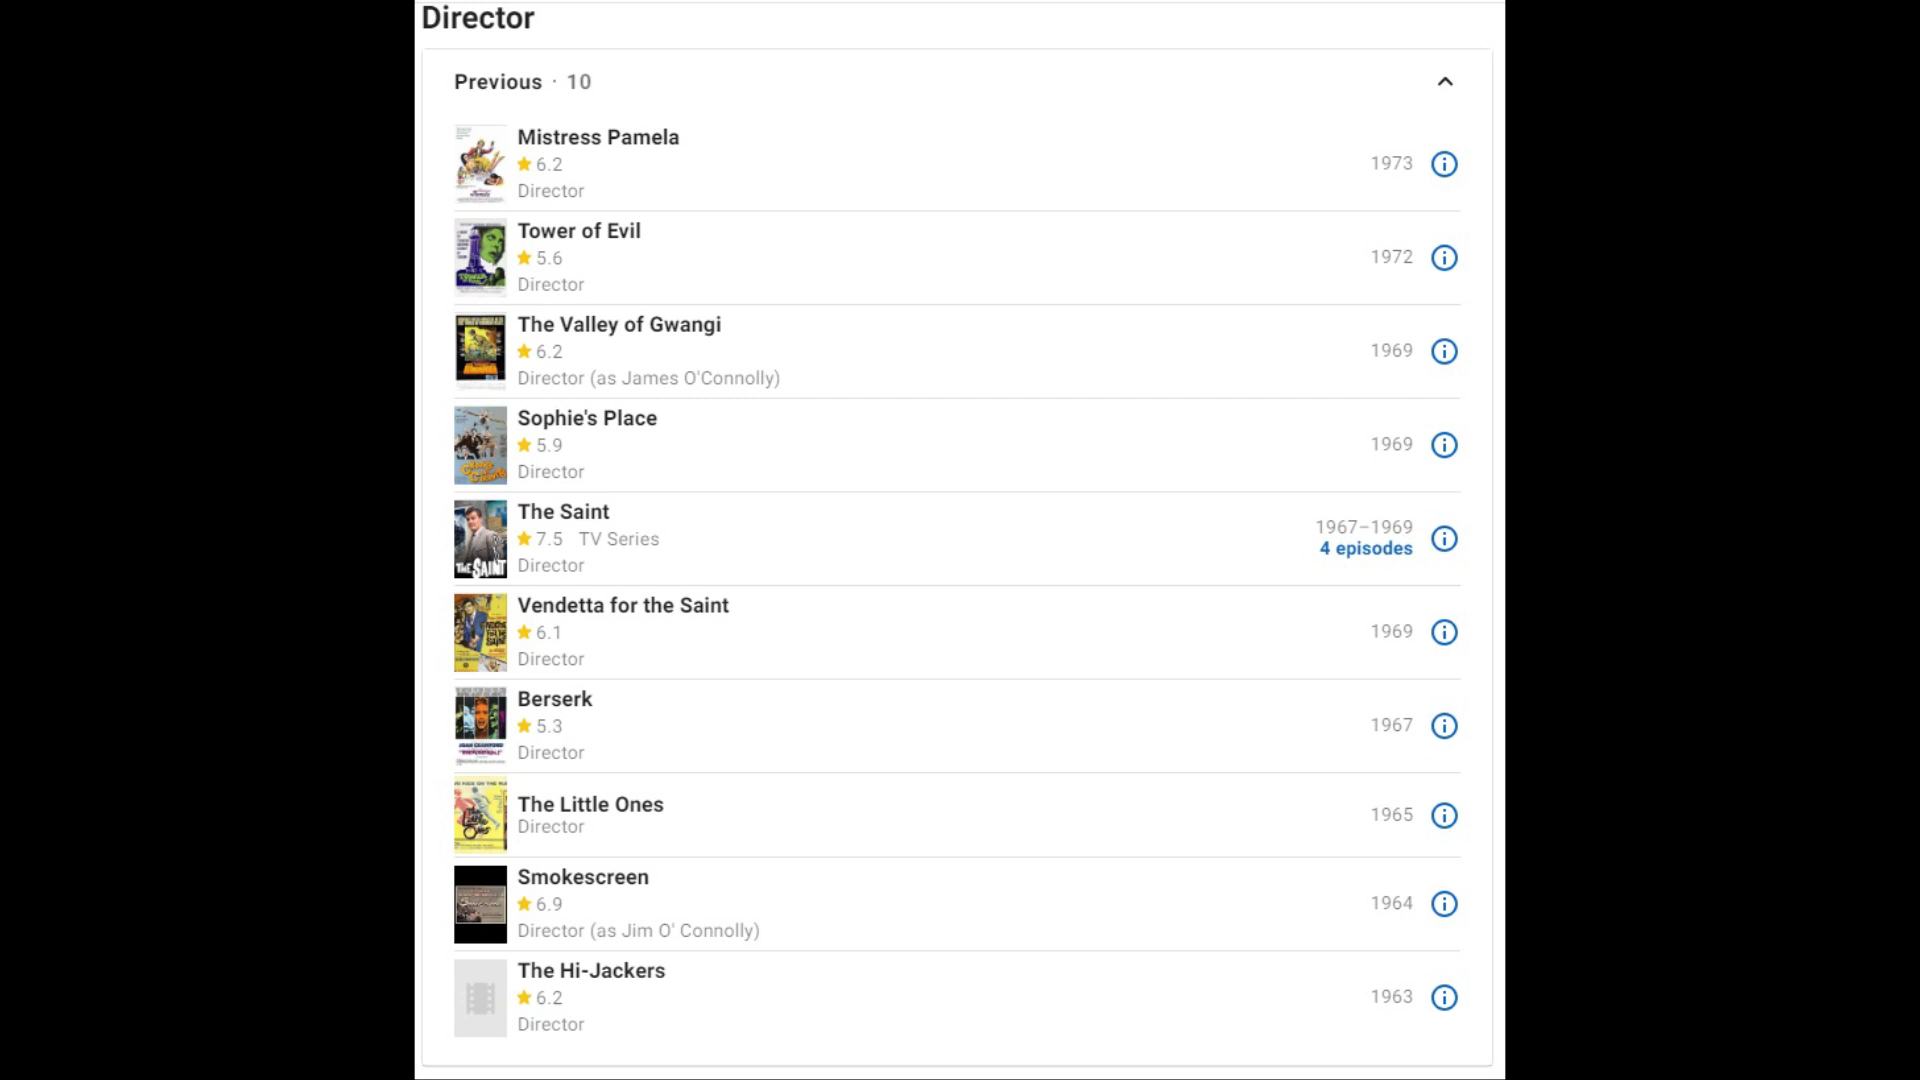 Director
Previous · 10
Mistress Pamela
6.2
Director
1973
Tower of Evil
5.6
Director
1972
The Valley of Gwangi
6.2
Director (as James O'Connolly)
1969
Sophie's Place
5.9
Director
1969
The Saint
7.5 TV Series
Director
1967–1969
4 episodes
THE SAINT
Vendetta for the Saint
6.1
Director
1969
Berserk
5.3
Director
1967
JOAN CRAWFORD
The Little Ones
Director
1965
Smokescreen
6.9
Director (as Jim O' Connolly)
1964
The Hi-Jackers
6.2
Director
1963